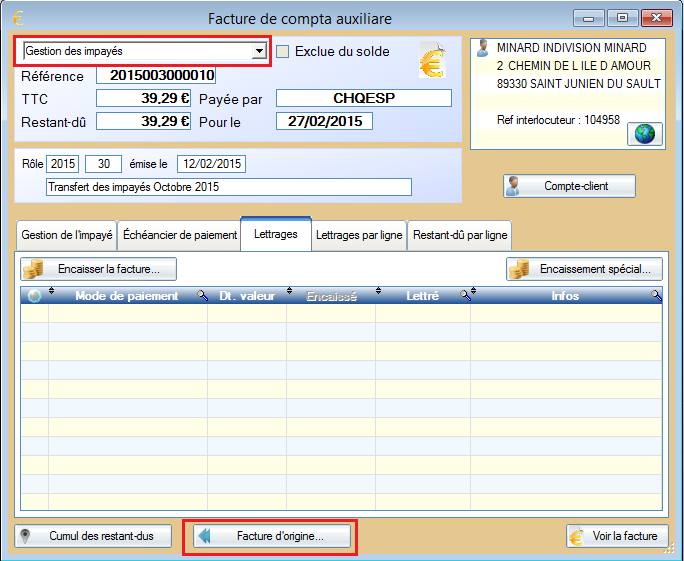 Facture de compta auxiliare
Gestion des impayés
Exclue du solde
Référence 2015003000010
TTC 39,29 € Payée par CHQESP
Restant-dû 39,29 € Pour le 27/02/2015
MINARD INDIVISION MINARD
2 CHEMIN DE L ILE D AMOUR
89330 SAINT JUNIEN DU SAULT
Ref interlocuteur : 104958
Rôle 2015 30 émise le 12/02/2015
Transfert des impayés Octobre 2015
Compte-client
Gestion de l'impayé Échéancier de paiement Lettrages Lettrages par ligne Restant-dû par ligne
Encaisser la facture... Encaissement spécial...
Mode de paiement Dt. valeur Encaissé Lettré Infos
Cumul des restant-dus Facture d'origine... Voir la facture